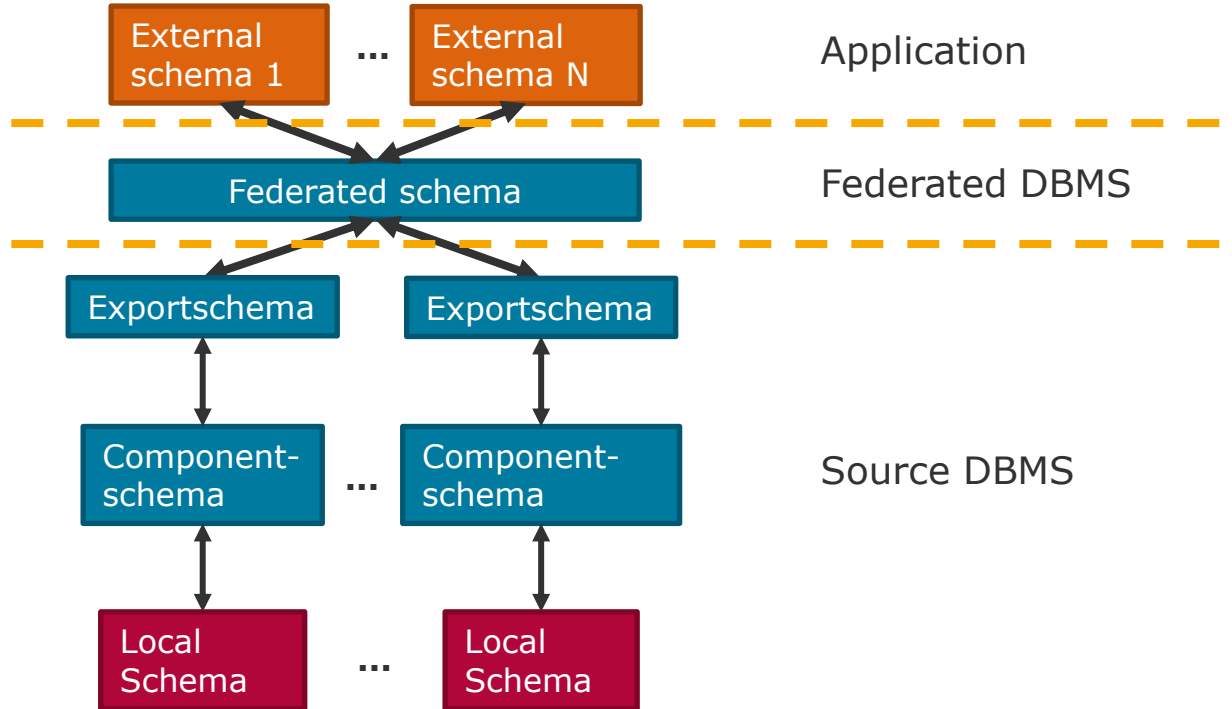 External
schema 1
...
External
schema N
Application
Federated schema
Federated DBMS
Exportschema
Exportschema
Component-
schema
...
Component-
schema
Source DBMS
Local
Schema
...
Local
Schema